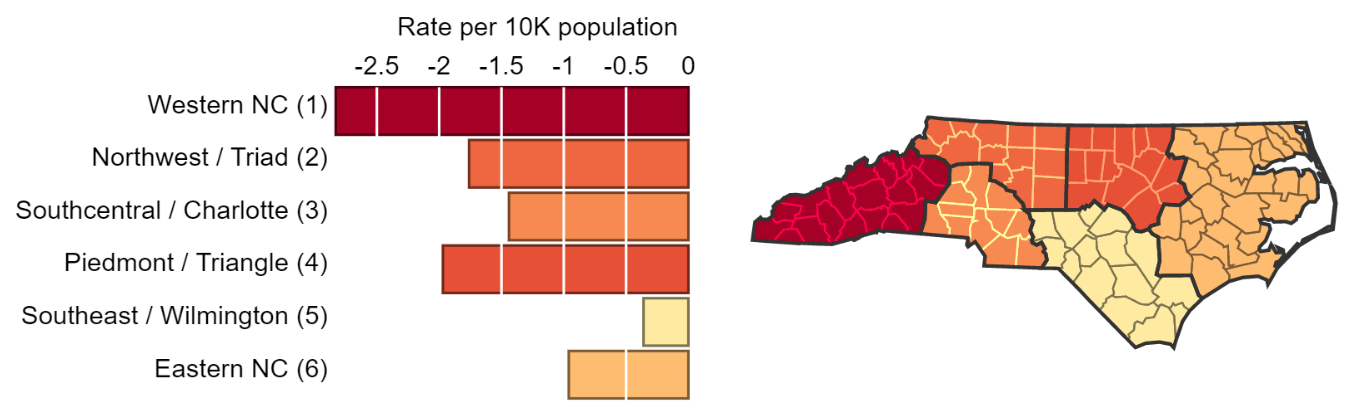 Rate per 10K population
-2.5 -2 -1.5 -1 -0.5 0
Western NC (1)
Northwest / Triad (2)
Southcentral / Charlotte (3)
Piedmont / Triangle (4)
Southeast / Wilmington (5)
Eastern NC (6)